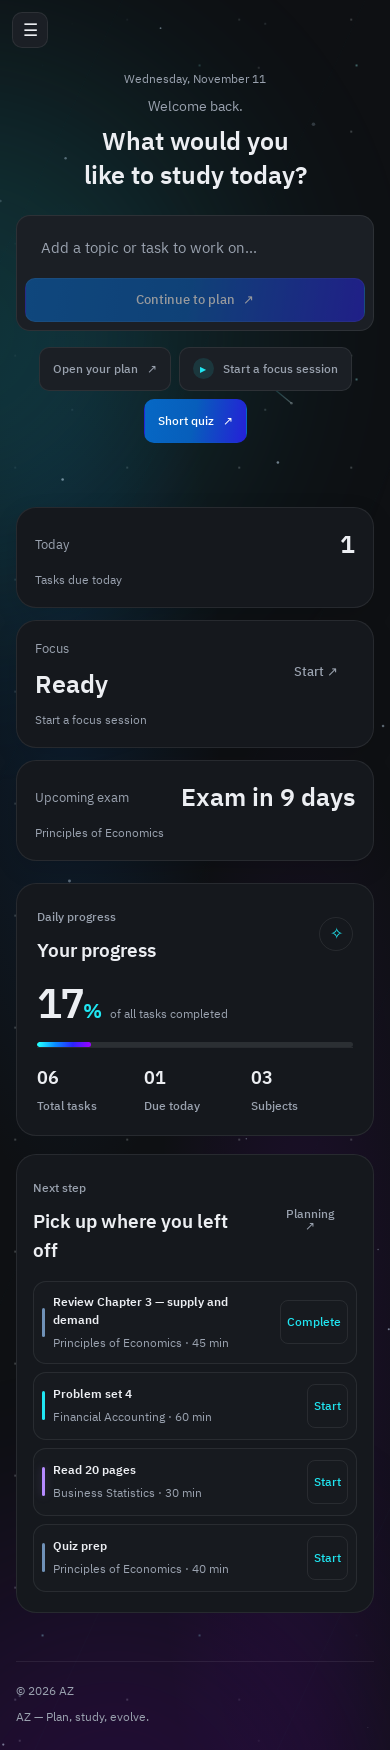 ☰
Wednesday, November 11
Welcome back.
What would you
like to study today?
Add a topic or task to work on...
Continue to plan ↗
Open your plan ↗
▶ Start a focus session
Short quiz ↗
Today
1
Tasks due today
Focus
Ready
Start ↗
Start a focus session
Upcoming exam
Exam in 9 days
Principles of Economics
Daily progress
Your progress
✧
17% of all tasks completed
06
Total tasks
01
Due today
03
Subjects
Next step
Pick up where you left
off
Planning
↗
Review Chapter 3 — supply and
demand
Principles of Economics · 45 min
Complete
Problem set 4
Financial Accounting · 60 min
Start
Read 20 pages
Business Statistics · 30 min
Start
Quiz prep
Principles of Economics · 40 min
Start
© 2026 AZ
AZ — Plan, study, evolve.